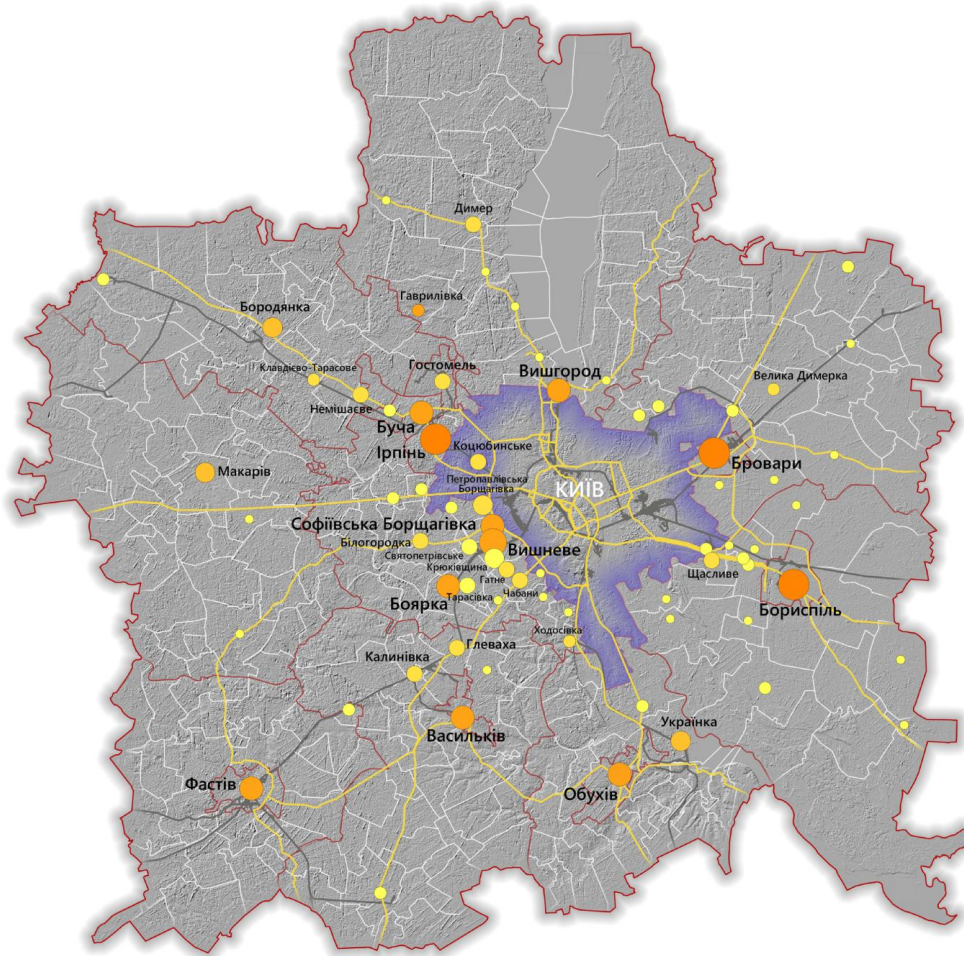 Димер
Гаврилівка
Бородянка
Клавдієво-Тарасове
Гостомель
Вишгород
Велика Димерка
Немішаєве
Буча
Ірпінь
Коцюбинське
Бровари
Макарів
Петропавлівська
Борщагівка
КИЇВ
Софіївська Борщагівка
Білогородка
Вишневе
Святопетрівське
Крюківщина
Гатне
Щасливе
Тарасівка
Чабани
Боярка
Бориспіль
Ходосівка
Глеваха
Калинівка
Українка
Васильків
Фастів
Обухів